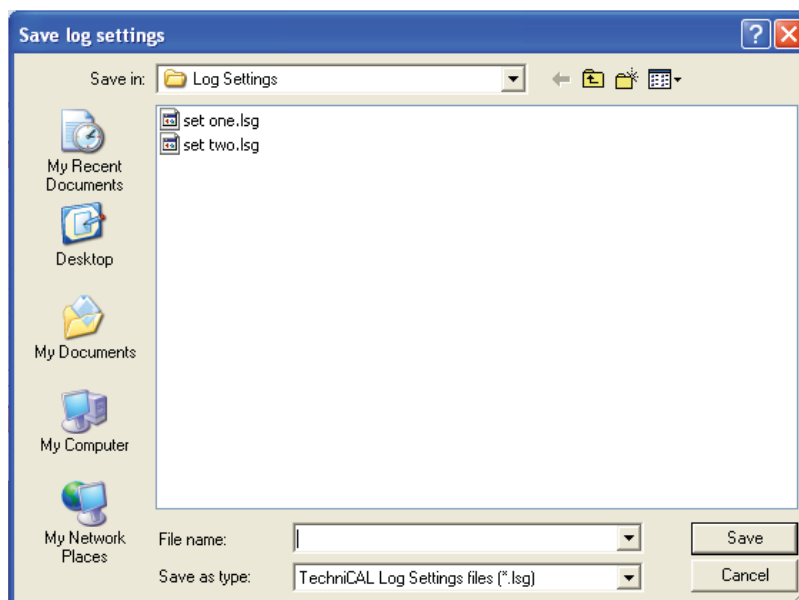 Save log settings
Save in: Log Settings
set one.lsg
set two.lsg
My Recent
Documents
Desktop
My Documents
My Computer
My Network
Places
File name:
Save
Save as type: TechniCAL Log Settings files (*.lsg)
Cancel